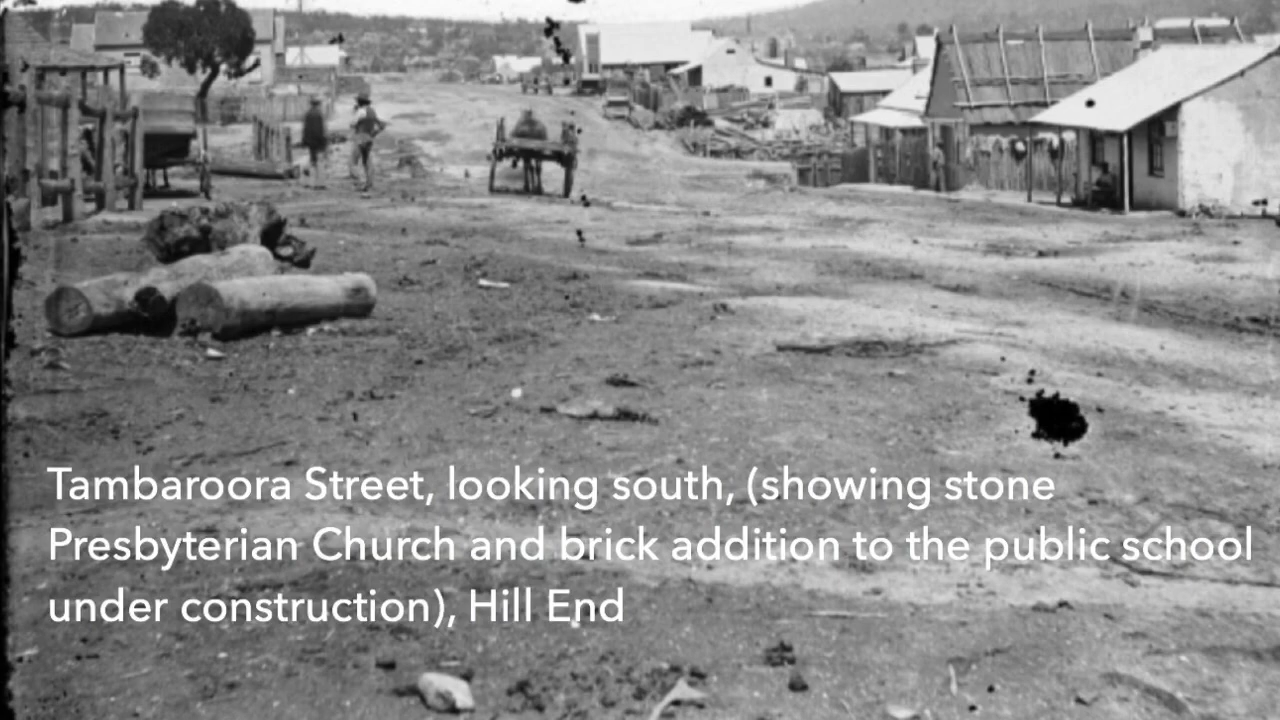 Tambaroora Street, looking south, (showing stone
Presbyterian Church and brick addition to the public school
under construction), Hill End